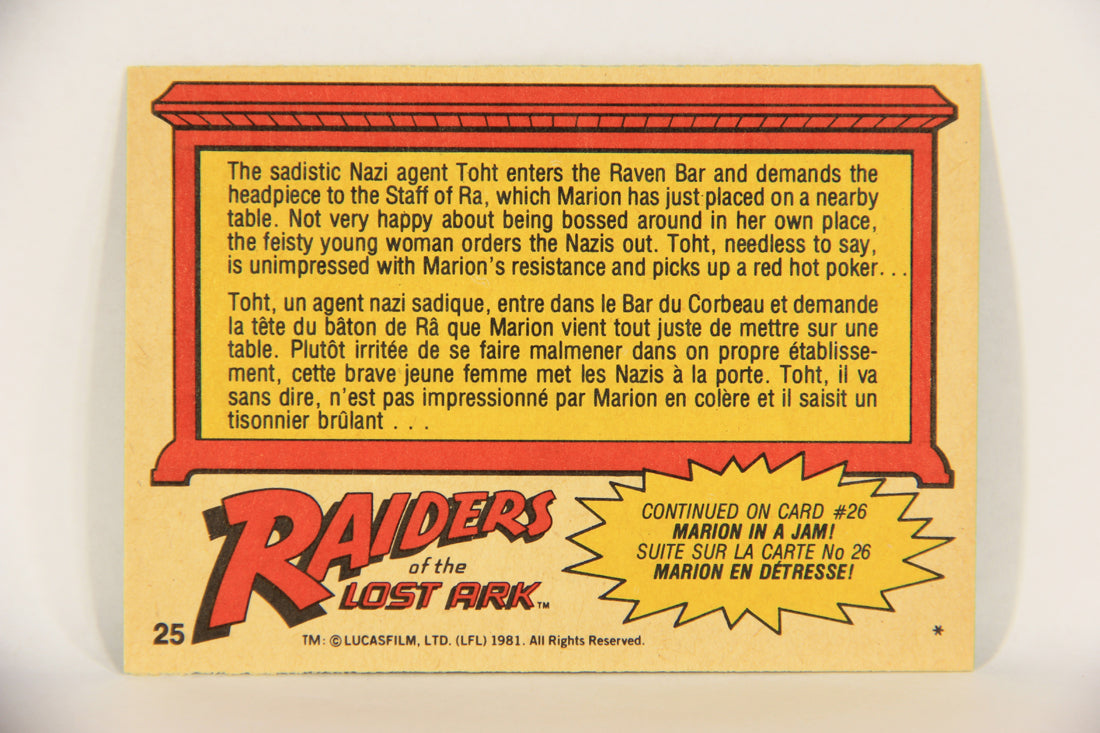 The sadistic Nazi agent Toht enters the Raven Bar and demands the
headpiece to the Staff of Ra, which Marion has just placed on a nearby
table. Not very happy about being bossed around in her own place,
the feisty young woman orders the Nazis out. Toht, needless to say,
is unimpressed with Marion's resistance and picks up a red hot poker...
Toht, un agent nazi sadique, entre dans le Bar du Corbeau et demande
la tête du bâton de Râ que Marion vient tout juste de mettre sur une
table. Plutôt irritée de se faire malmener dans on propre établisse-
ment, cette brave jeune femme met les Nazis à la porte. Toht, il va
sans dire, n'est pas impressionné par Marion en colère et il saisit un
tisonnier brûlant . . .
RAIDERS
of the
LOST ARK™
CONTINUED ON CARD #26
MARION IN A JAM!
SUITE SUR LA CARTE No 26
MARION EN DÉTRESSE!
25
TM: © LUCASFILM, LTD. (LFL) 1981. All Rights Reserved.
*